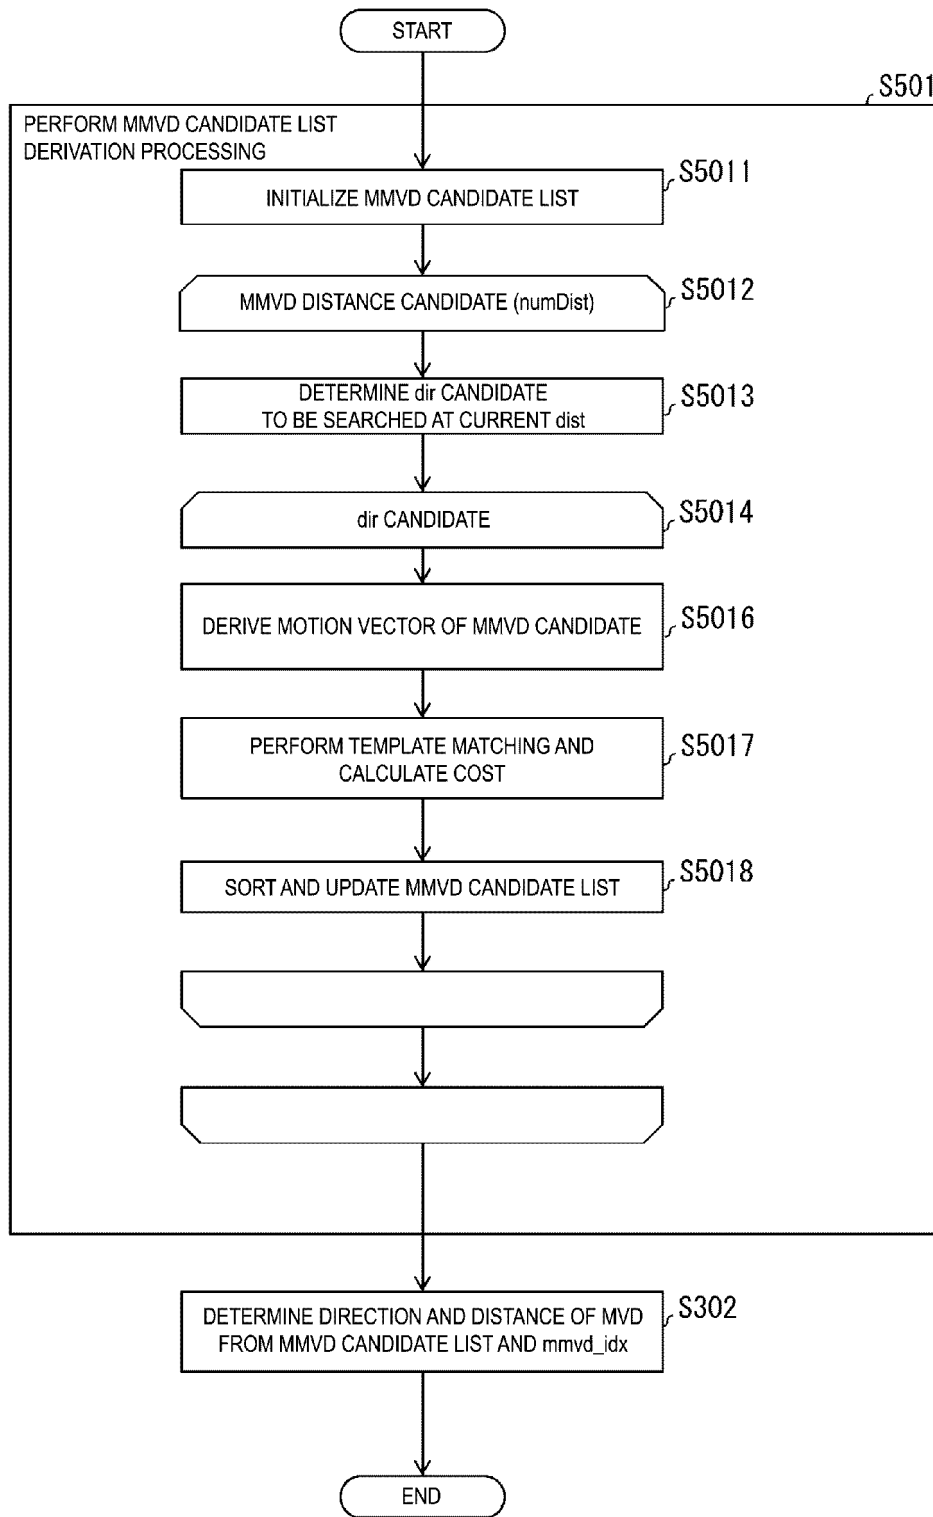 START
S501
PERFORM MMVD CANDIDATE LIST
DERIVATION PROCESSING
S5011
INITIALIZE MMVD CANDIDATE LIST
S5012
MMVD DISTANCE CANDIDATE (numDist)
S5013
DETERMINE dir CANDIDATE
TO BE SEARCHED AT CURRENT dist
S5014
dir CANDIDATE
S5016
DERIVE MOTION VECTOR OF MMVD CANDIDATE
S5017
PERFORM TEMPLATE MATCHING AND
CALCULATE COST
S5018
SORT AND UPDATE MMVD CANDIDATE LIST
S302
DETERMINE DIRECTION AND DISTANCE OF MVD
FROM MMVD CANDIDATE LIST AND mmvd_idx
END